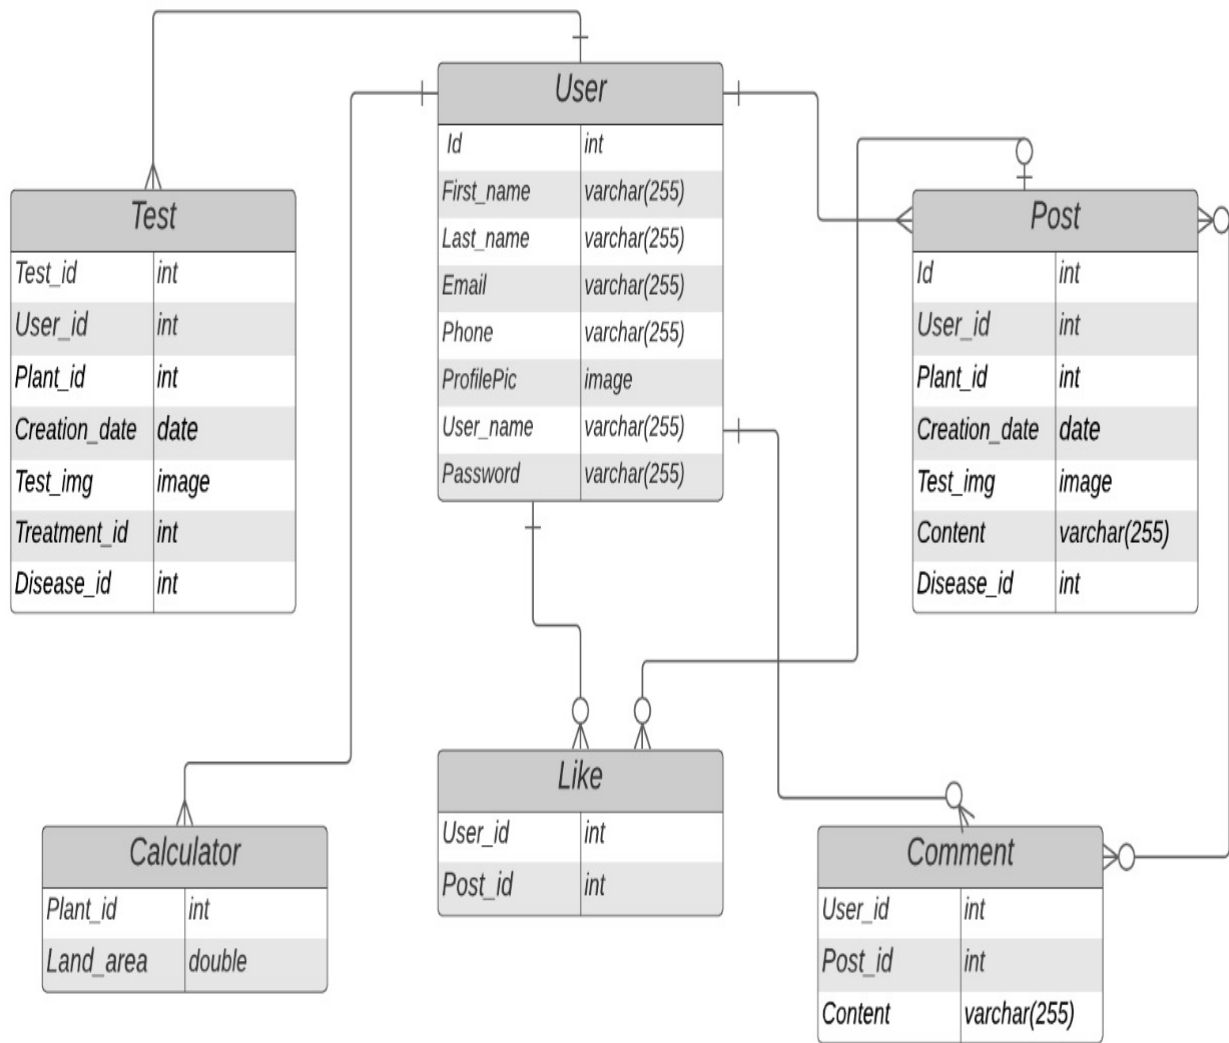 User
Id int
First_name varchar(255)
Last_name varchar(255)
Email varchar(255)
Phone varchar(255)
ProfilePic image
User_name varchar(255)
Password varchar(255)
Test
Test_id int
User_id int
Plant_id int
Creation_date date
Test_img image
Treatment_id int
Disease_id int
Post
Id int
User_id int
Plant_id int
Creation_date date
Test_img image
Content varchar(255)
Disease_id int
Calculator
Plant_id int
Land_area double
Like
User_id int
Post_id int
Comment
User_id int
Post_id int
Content varchar(255)